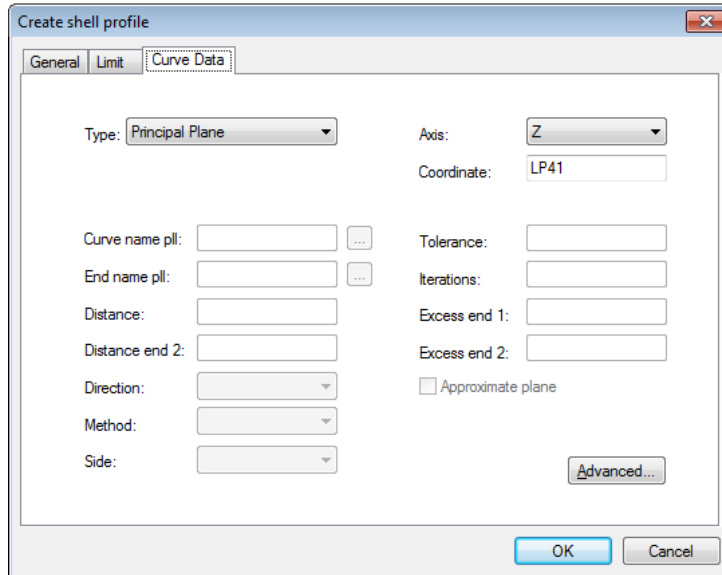 Create shell profile
General Limit Curve Data
Type: Principal Plane Axis: Z
Coordinate: LP41
Curve name pll: ... Tolerance:
End name pll: ... Iterations:
Distance: Excess end 1:
Distance end 2: Excess end 2:
Direction: Approximate plane
Method:
Side:
Advanced...
OK Cancel